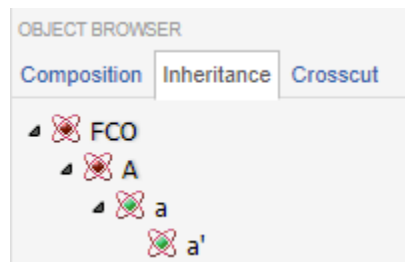 OBJECT BROWSER
Composition Inheritance Crosscut
FCO
A
a
a'